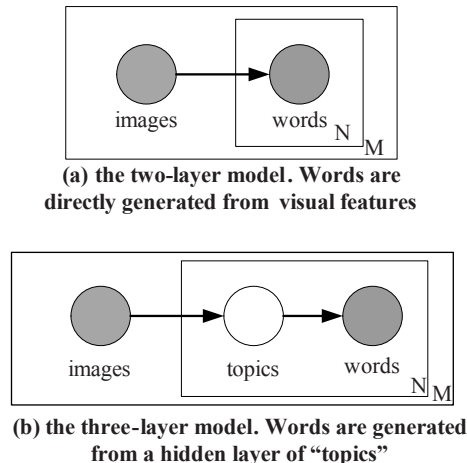 images
words
N
M
(a) the two-layer model. Words are
directly generated from visual features
images
topics
words
N
M
(b) the three-layer model. Words are generated
from a hidden layer of “topics”